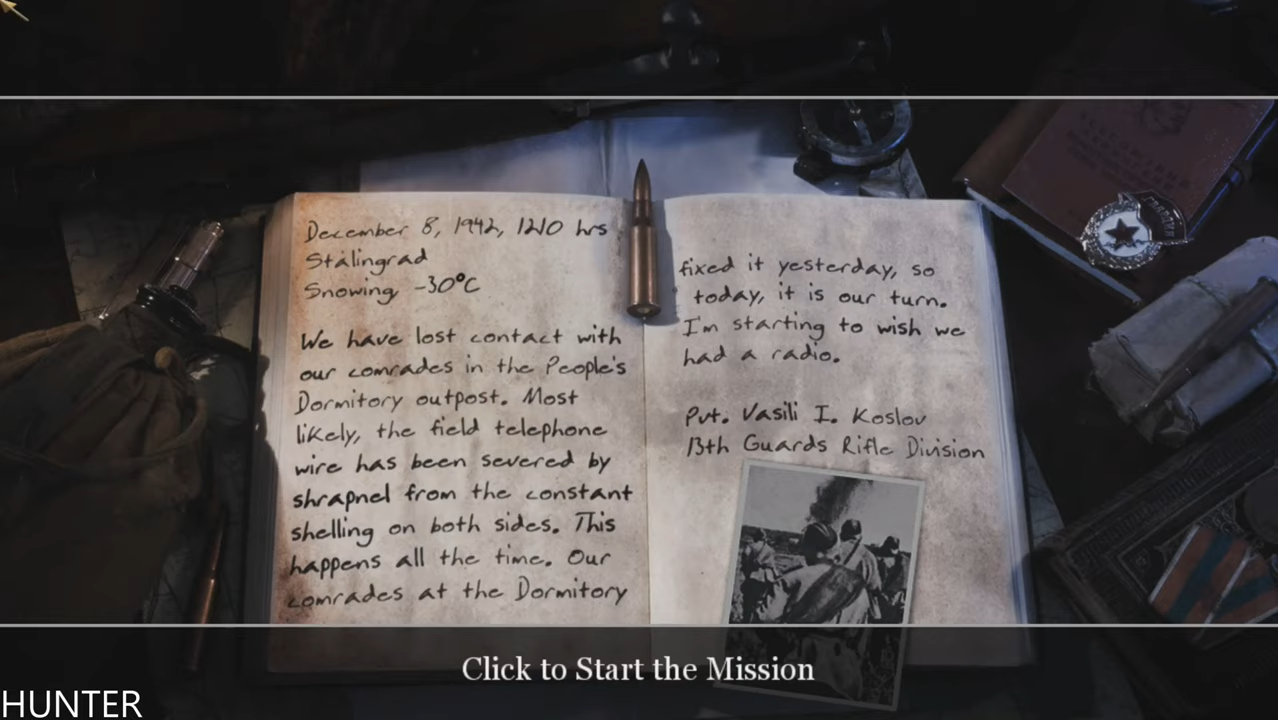 December 8, 1942, 1210 hrs
Stalingrad
Snowing -30°C
We have lost contact with
our comrades in the People's
Dormitory outpost. Most
likely, the field telephone
wire has been severed by
shrapnel from the constant
shelling on both sides. This
happens all the time. Our
comrades at the Dormitory
fixed it yesterday, so
today, it is our turn.
I'm starting to wish we
had a radio.
Pvt. Vasili I. Koslov
13th Guards Rifle Division
Click to Start the Mission
HUNTER